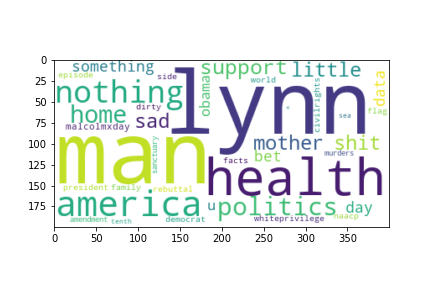 0
25
50
75
100
125
150
175
something
support
little
episode
side
world
data
nothing
obama
lynn
civilrights
dirty
flag
home
sad
sea
malcolmxday
man
sanctuary
mother
shit
bet
facts
murders
health
president
family
rebuttal
america
u
politics
day
amendment
tenth
democrat
whiteprivilege
naacp
0 50 100 150 200 250 300 350